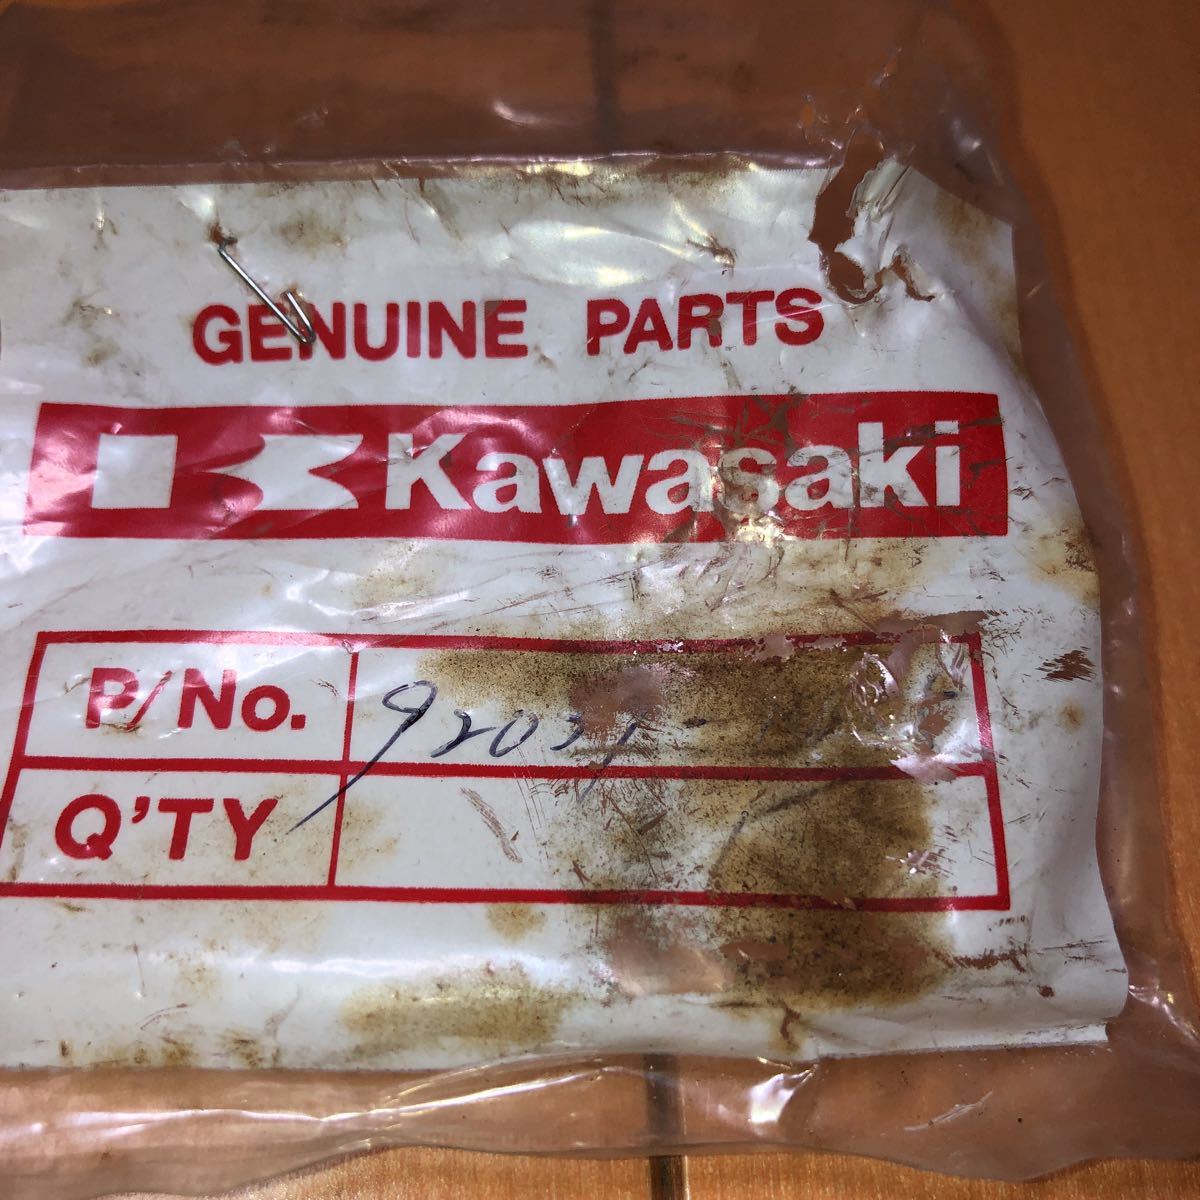 GENUINE PARTS
Kawasaki
P/No.
Q'TY